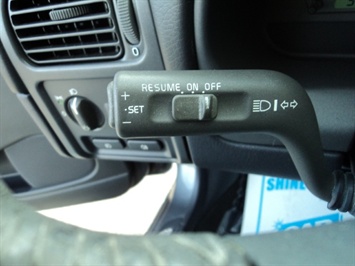 RESUME ON OFF
+
·SET
−
SHINE